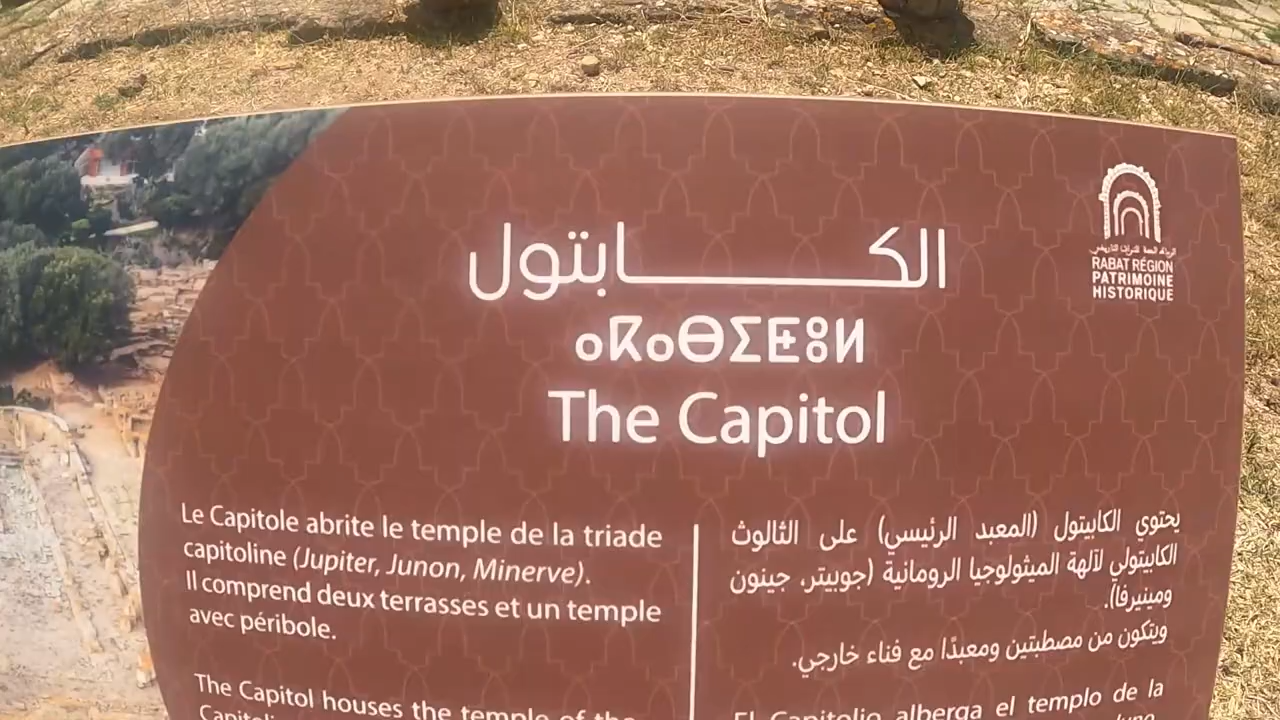 الكابتول
ⴰⴽⴰⴱⵉⵟⵓⵍ
The Capitol
RABAT RÉGION
PATRIMOINE
HISTORIQUE
Le Capitole abrite le temple de la triade
capitoline (Jupiter, Junon, Minerve).
Il comprend deux terrasses et un temple
avec péribole.
The Capitol houses the temple of the
يحتوي الكابيتول (المعبد الرئيسي) على الثالوث
الكابيتولي لآلهة الميثولوجيا الرومانية (جوبيتر، جينون
ومينيرفا).
ويتكون من مصطبتين ومعبدًا مع فناء خارجي.
El Capitolio alberga el templo de la